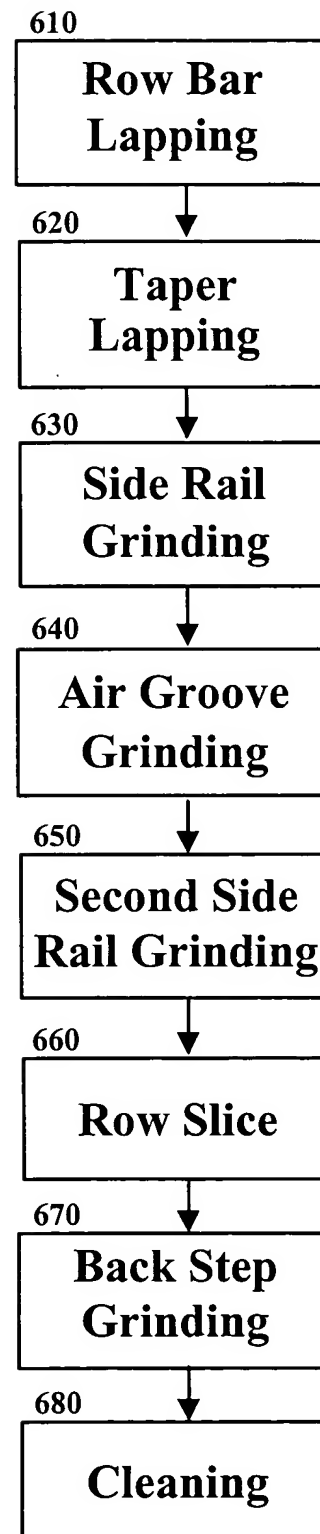 610
Row Bar
Lapping
620
Taper
Lapping
630
Side Rail
Grinding
640
Air Groove
Grinding
650
Second Side
Rail Grinding
660
Row Slice
670
Back Step
Grinding
680
Cleaning